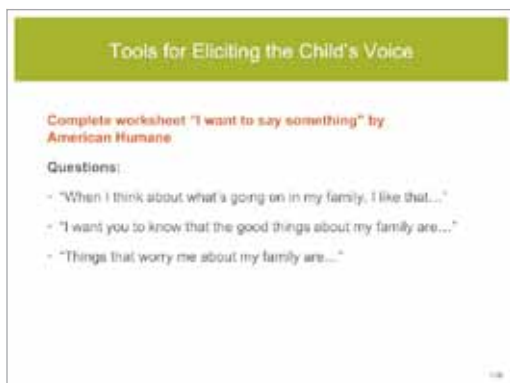 Tools for Eliciting the Child's Voice
Complete worksheet "I want to say something" by
American Humane
Questions:
- "When I think about what's going on in my family, I like that…"
- "I want you to know that the good things about my family are…"
- "Things that worry me about my family are…"